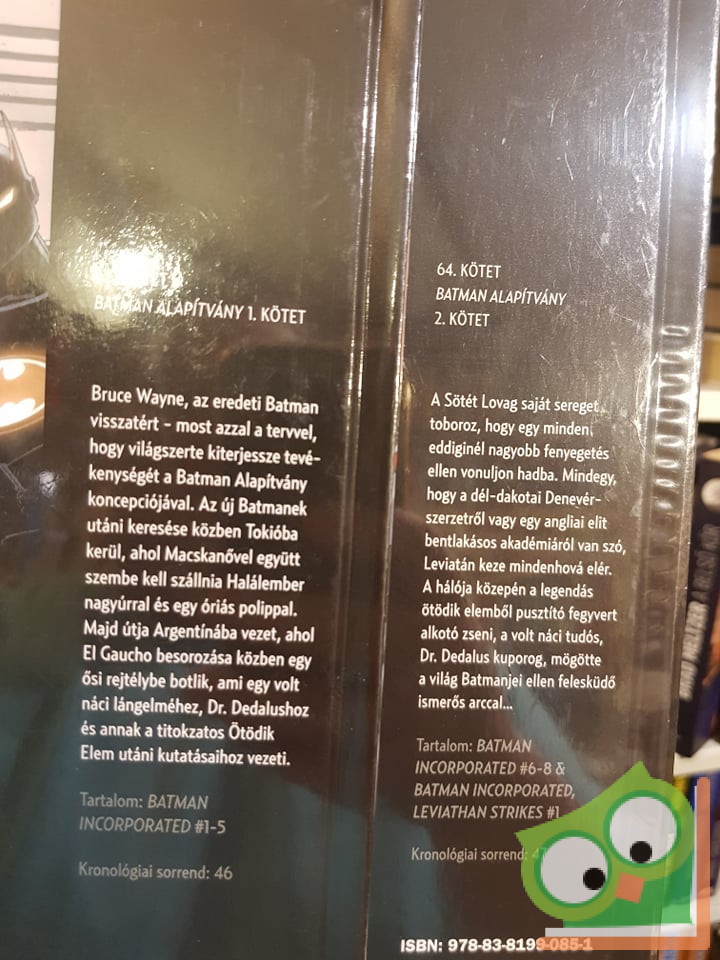 BATMAN ALAPÍTVÁNY 1. KÖTET
Bruce Wayne, az eredeti Batman
visszatért – most azzal a tervvel,
hogy világszerte kiterjessze tevé-
kenységét a Batman Alapítvány
koncepciójával. Az új Batmanek
utáni keresése közben Tokióba
kerül, ahol Macskanővel együtt
szembe kell szállnia Halálember
nagyúrral és egy óriás polippal.
Majd útja Argentínába vezet, ahol
El Gaucho besorozása közben egy
ősi rejtélybe botlik, ami egy volt
náci lángelméhez, Dr. Dedalushoz
és annak a titokzatos Ötödik
Elem utáni kutatásaihoz vezeti.
Tartalom: BATMAN
INCORPORATED #1-5
Kronológiai sorrend: 46
64. KÖTET
BATMAN ALAPÍTVÁNY
2. KÖTET
A Sötét Lovag saját sereget
toboroz, hogy egy minden
eddiginél nagyobb fenyegetés
ellen vonuljon hadba. Mindegy,
hogy a dél-dakotai Denevér-
szerzetről vagy egy angliai elit
bentlakásos akadémiáról van szó,
Leviatán keze mindenhová elér.
A hálója közepén a legendás
ötödik elemből pusztító fegyvert
alkotó zseni, a volt náci tudós,
Dr. Dedalus kuporog, mögötte
a világ Batmanjei ellen felesküdő
ismerős arccal...
Tartalom: BATMAN
INCORPORATED #6-8 &
BATMAN INCORPORATED,
LEVIATHAN STRIKES #1
Kronológiai sorrend: 47
ISBN: 978-83-8199-085-1